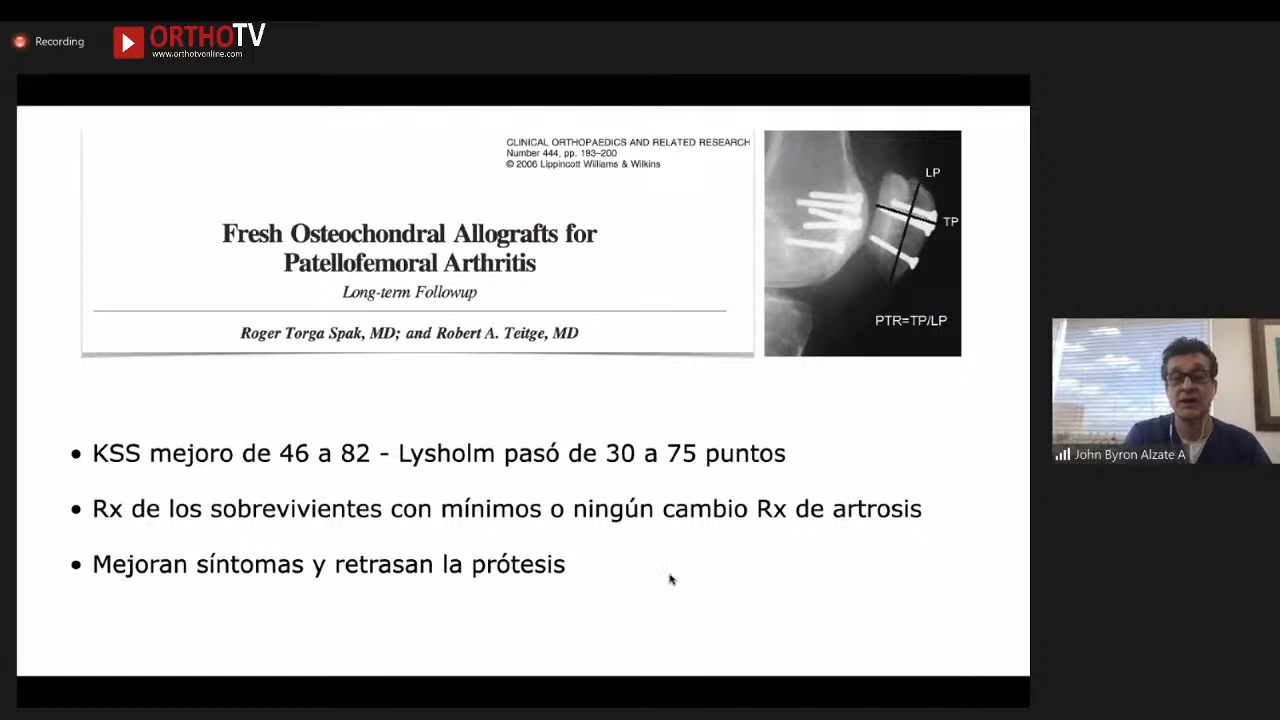 Recording
ORTHOTV
www.orthotvonline.com
CLINICAL ORTHOPAEDICS AND RELATED RESEARCH
Number 444, pp. 193–200
© 2006 Lippincott Williams & Wilkins
Fresh Osteochondral Allografts for
Patellofemoral Arthritis
Long-term Followup
Roger Torga Spak, MD; and Robert A. Teitge, MD
LP
TP
PTR=TP/LP
• KSS mejoro de 46 a 82 - Lysholm pasó de 30 a 75 puntos
• Rx de los sobrevivientes con mínimos o ningún cambio Rx de artrosis
• Mejoran síntomas y retrasan la prótesis
John Byron Alzate A